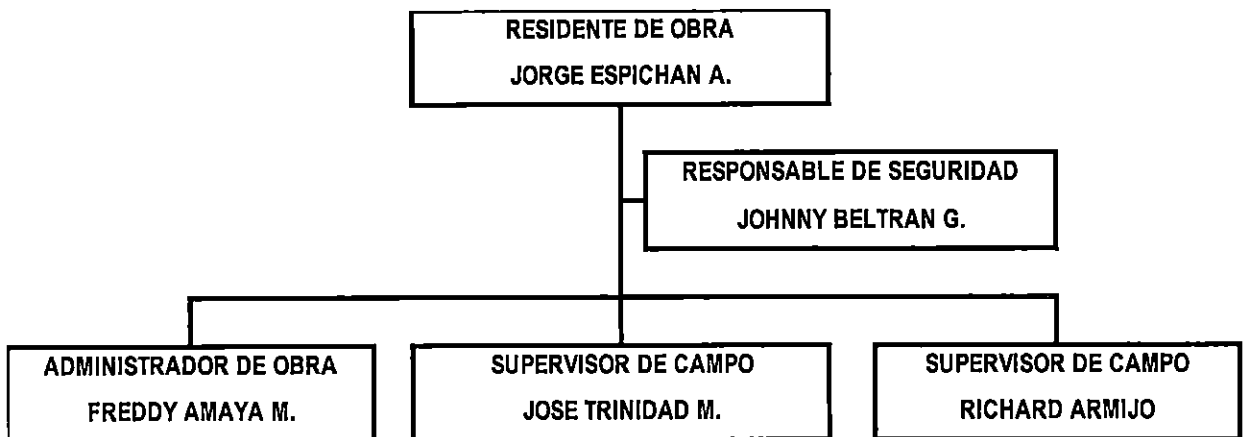 RESIDENTE DE OBRA
JORGE ESPICHAN A.
RESPONSABLE DE SEGURIDAD
JOHNNY BELTRAN G.
ADMINISTRADOR DE OBRA
FREDDY AMAYA M.
SUPERVISOR DE CAMPO
JOSE TRINIDAD M.
SUPERVISOR DE CAMPO
RICHARD ARMIJO